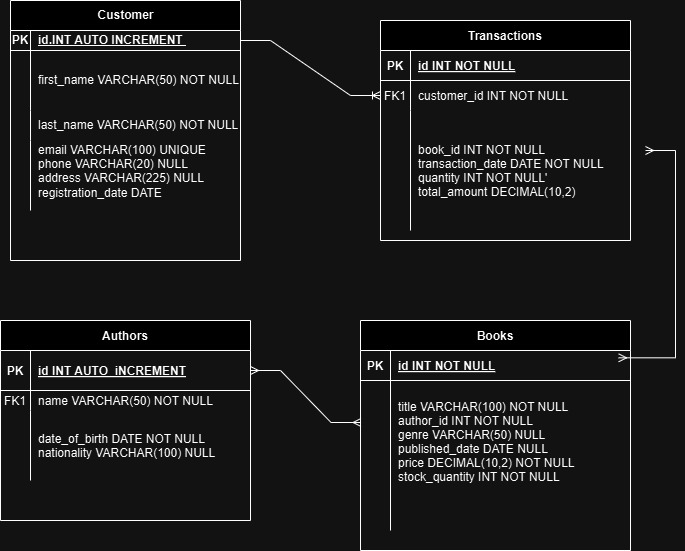 Customer
PK id.INT AUTO INCREMENT
first_name VARCHAR(50) NOT NULL
last_name VARCHAR(50) NOT NULL
email VARCHAR(100) UNIQUE
phone VARCHAR(20) NULL
address VARCHAR(225) NULL
registration_date DATE
Transactions
PK id INT NOT NULL
FK1 customer_id INT NOT NULL
book_id INT NOT NULL
transaction_date DATE NOT NULL
quantity INT NOT NULL'
total_amount DECIMAL(10,2)
Authors
PK id INT AUTO_iNCREMENT
FK1 name VARCHAR(50) NOT NULL
date_of_birth DATE NOT NULL
nationality VARCHAR(100) NULL
Books
PK id INT NOT NULL
title VARCHAR(100) NOT NULL
author_id INT NOT NULL
genre VARCHAR(50) NULL
published_date DATE NULL
price DECIMAL(10,2) NOT NULL
stock_quantity INT NOT NULL